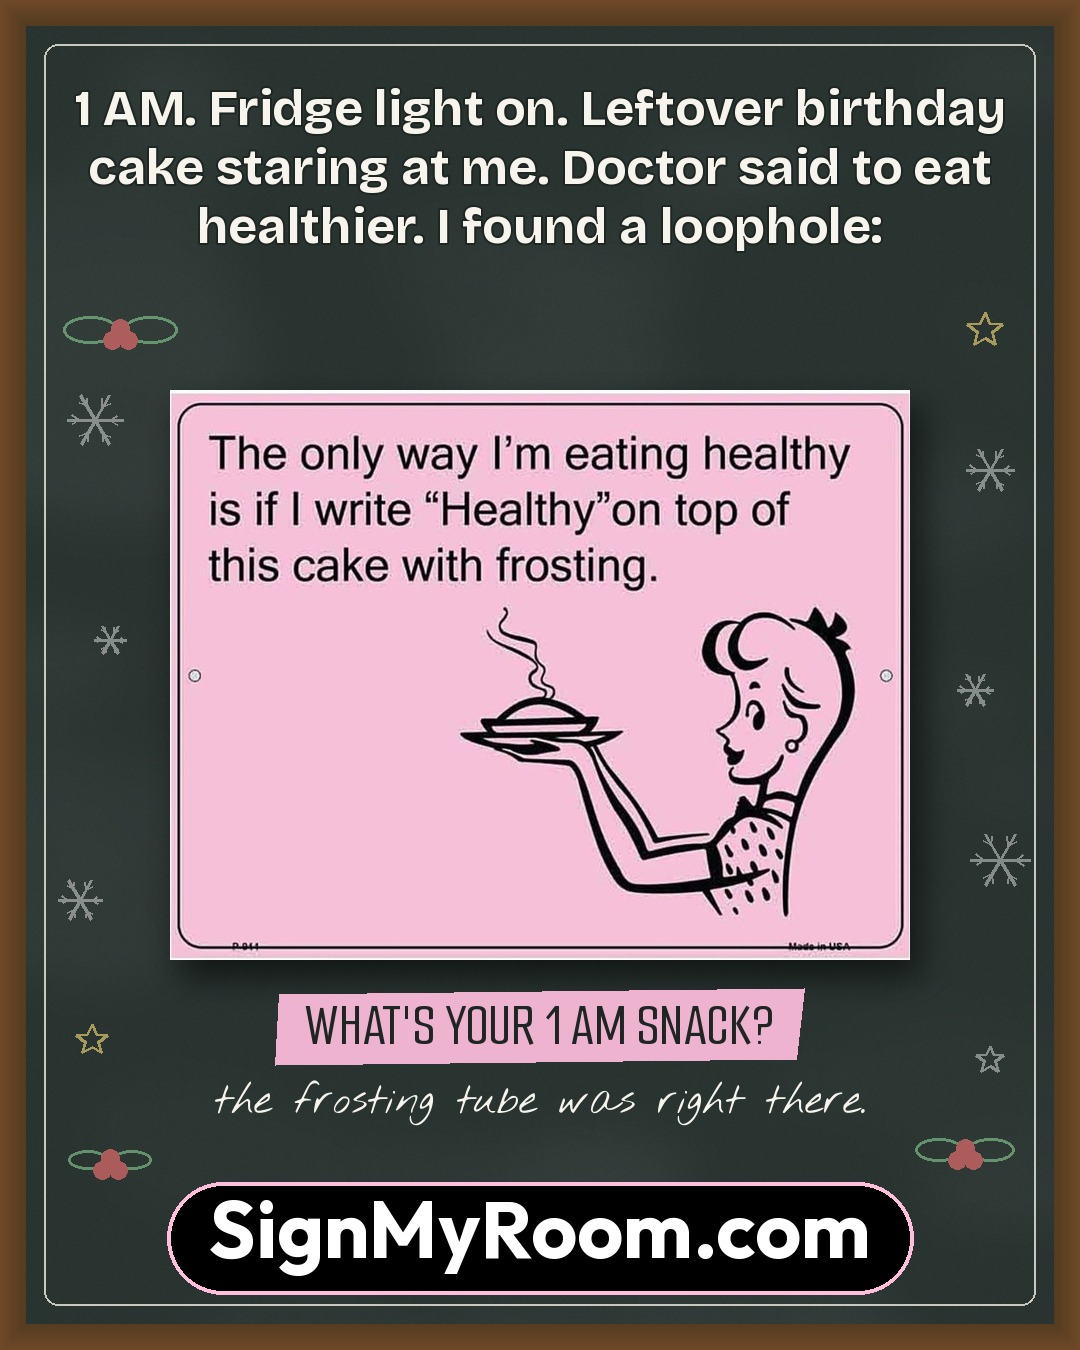 1 AM. Fridge light on. Leftover birthday
cake staring at me. Doctor said to eat
healthier. I found a loophole:
The only way I’m eating healthy
is if I write “Healthy”on top of
this cake with frosting.
P-911
Made in USA
WHAT'S YOUR 1 AM SNACK?
the frosting tube was right there.
SignMyRoom.com